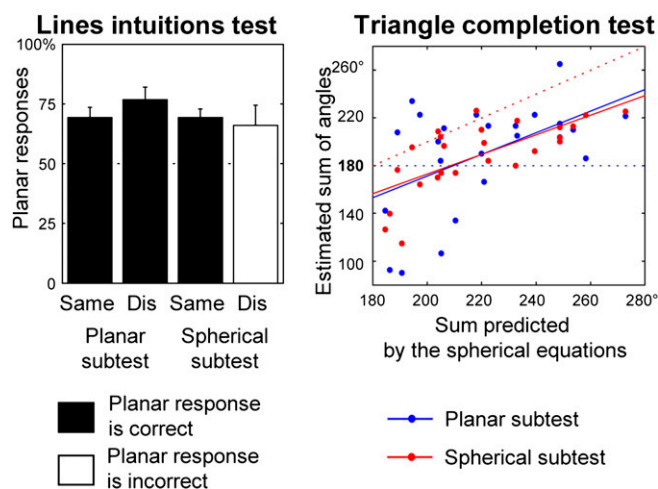 Lines intuitions test
100%
75
50
25
0
Planar responses
Same Dis Same Dis
Planar Spherical
subtest subtest
Planar response
is correct
Planar response
is incorrect
Triangle completion test
260°
220
180
140
100
Estimated sum of angles
180 200 220 240 260 280°
Sum predicted
by the spherical equations
Planar subtest
Spherical subtest